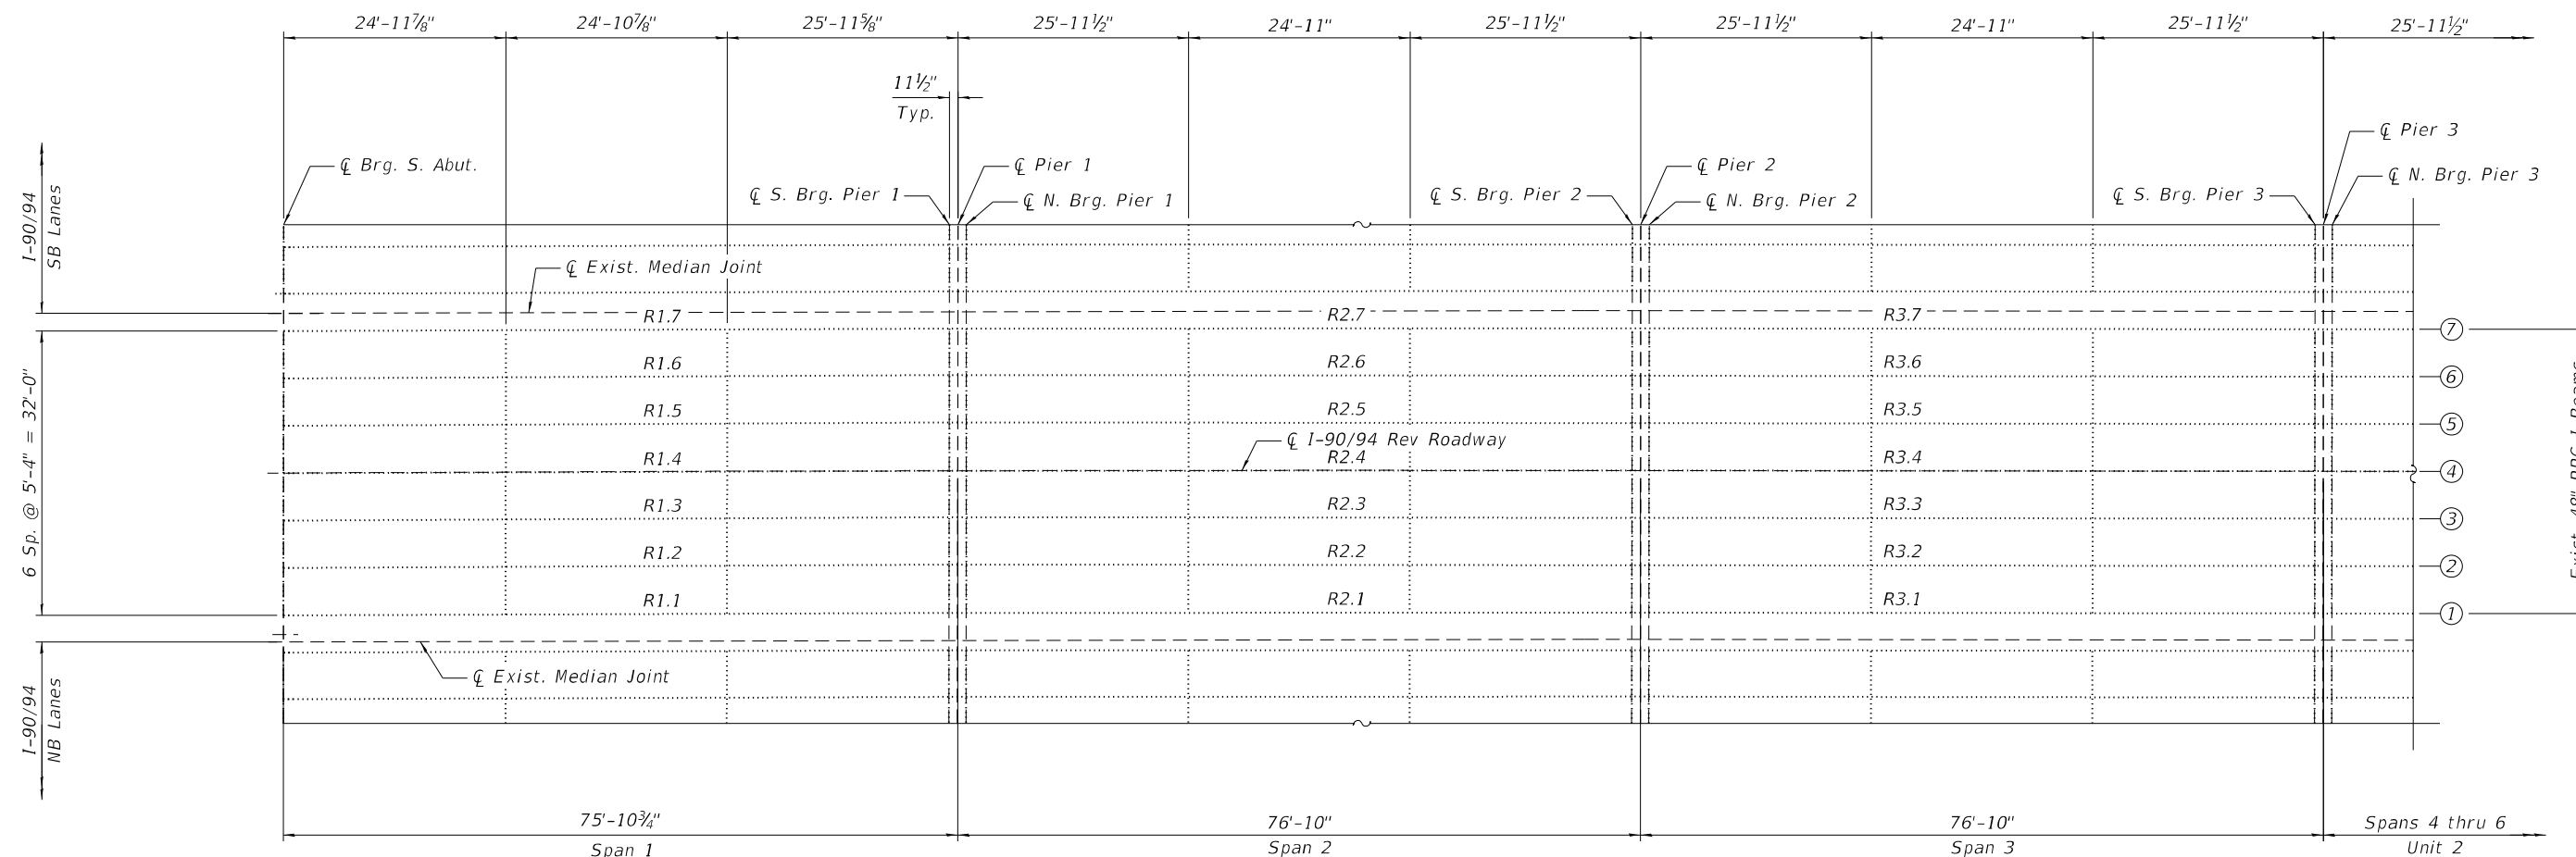 24'-11⅞" 24'-10⅞" 25'-11⅝" 25'-11½" 24'-11" 25'-11½" 25'-11½" 24'-11" 25'-11½" 25'-11½"
11½"
Typ.
℄ Pier 3
℄ Brg. S. Abut. ℄ Pier 1 ℄ Pier 2
℄ N. Brg. Pier 3
℄ S. Brg. Pier 1 ℄ N. Brg. Pier 1 ℄ S. Brg. Pier 2 ℄ N. Brg. Pier 2 ℄ S. Brg. Pier 3
I-90/94
SB Lanes
℄ Exist. Median Joint
R1.7 R2.7 R3.7 7
R1.6 R2.6 R3.6 6
R1.5 R2.5 R3.5 5
℄ I-90/94 Rev Roadway
R1.4 R2.4 R3.4 4
R1.3 R2.3 R3.3 3
R1.2 R2.2 R3.2 2
R1.1 R2.1 R3.1 1
6 Sp. @ 5'-4" = 32'-0"
℄ Exist. Median Joint
I-90/94
NB Lanes
75'-10¾" 76'-10" 76'-10" Spans 4 thru 6
Span 1 Span 2 Span 3 Unit 2